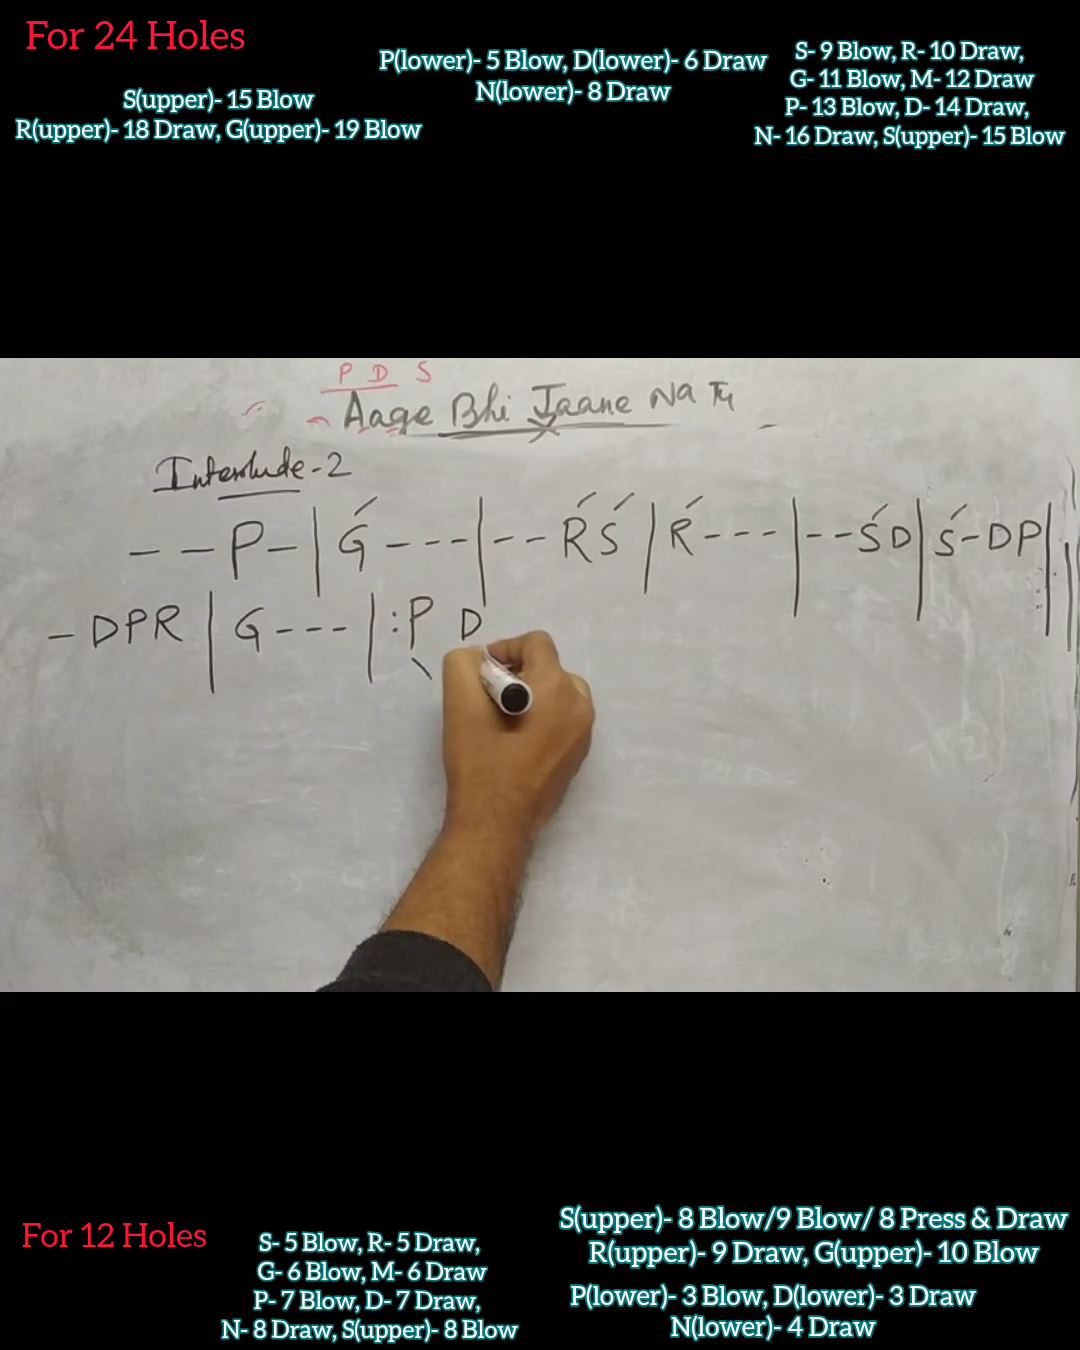 For 24 Holes
P(lower)- 5 Blow, D(lower)- 6 Draw
N(lower)- 8 Draw
S- 9 Blow, R- 10 Draw,
G- 11 Blow, M- 12 Draw
P- 13 Blow, D- 14 Draw,
N- 16 Draw, S(upper)- 15 Blow
S(upper)- 15 Blow
R(upper)- 18 Draw, G(upper)- 19 Blow
P D S
Aage Bhi Jaane Na Tu
Interlude-2
– – P – | Ǵ - - - | - - Ŕ Ś | Ŕ - - - | - - Ś D | Ś - D P |
– D P R | G - - - | : P D
For 12 Holes
S- 5 Blow, R- 5 Draw,
G- 6 Blow, M- 6 Draw
P- 7 Blow, D- 7 Draw,
N- 8 Draw, S(upper)- 8 Blow
S(upper)- 8 Blow/9 Blow/ 8 Press & Draw
R(upper)- 9 Draw, G(upper)- 10 Blow
P(lower)- 3 Blow, D(lower)- 3 Draw
N(lower)- 4 Draw